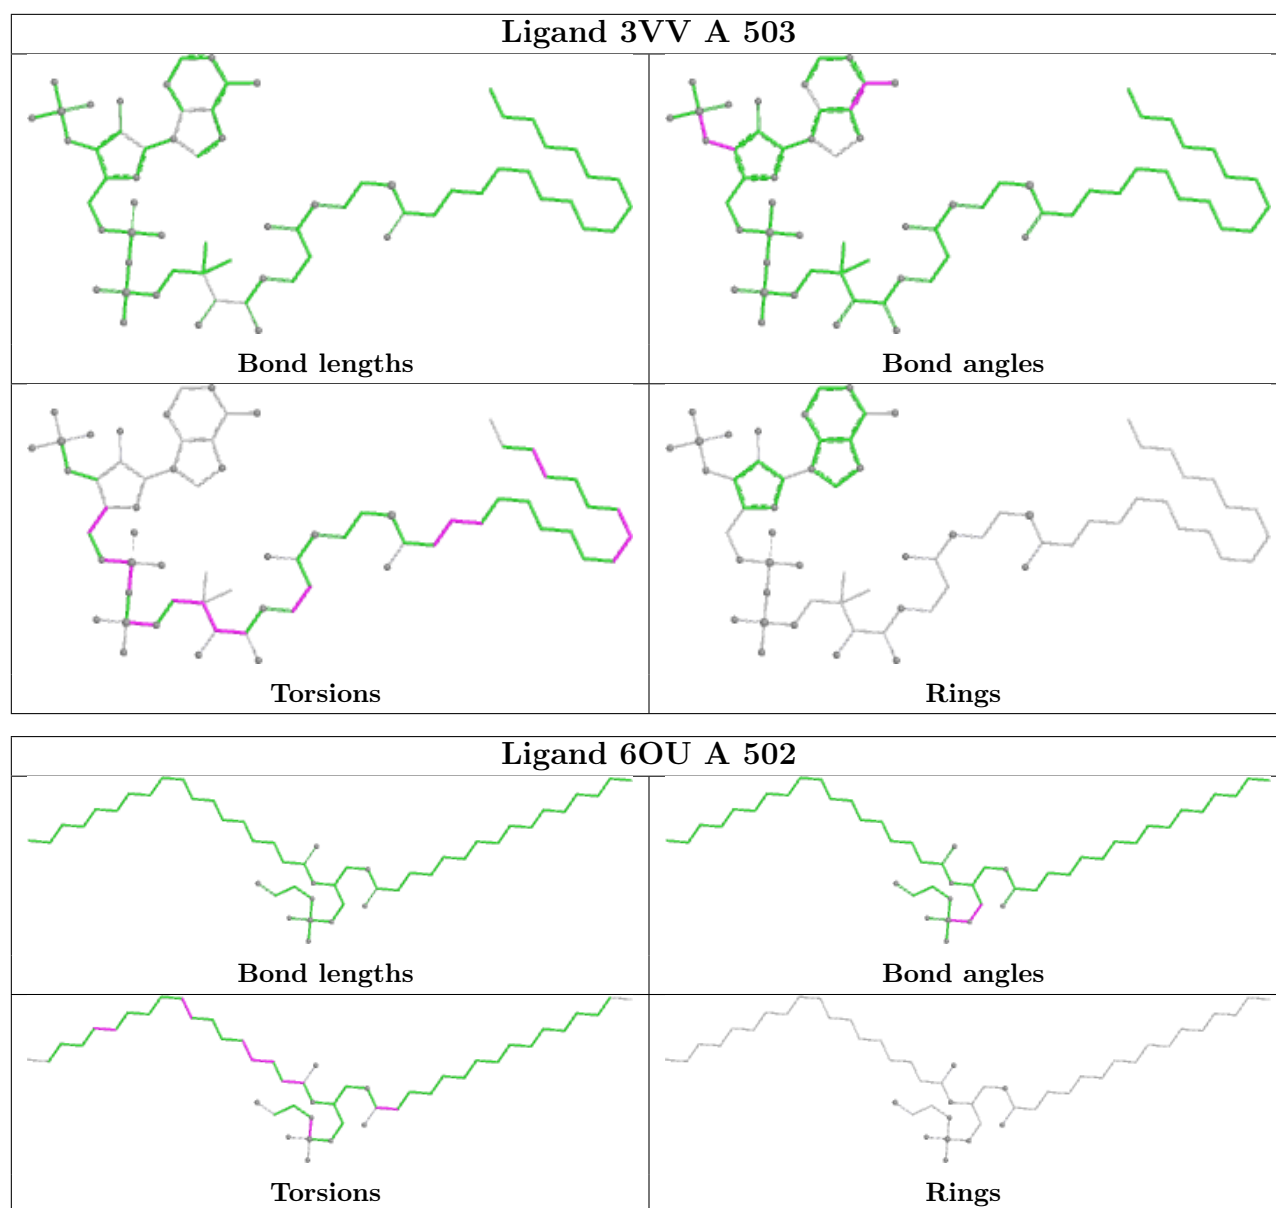 Ligand 3VV A 503
Bond lengths
Bond angles
Torsions
Rings
Ligand 6OU A 502
Bond lengths
Bond angles
Torsions
Rings